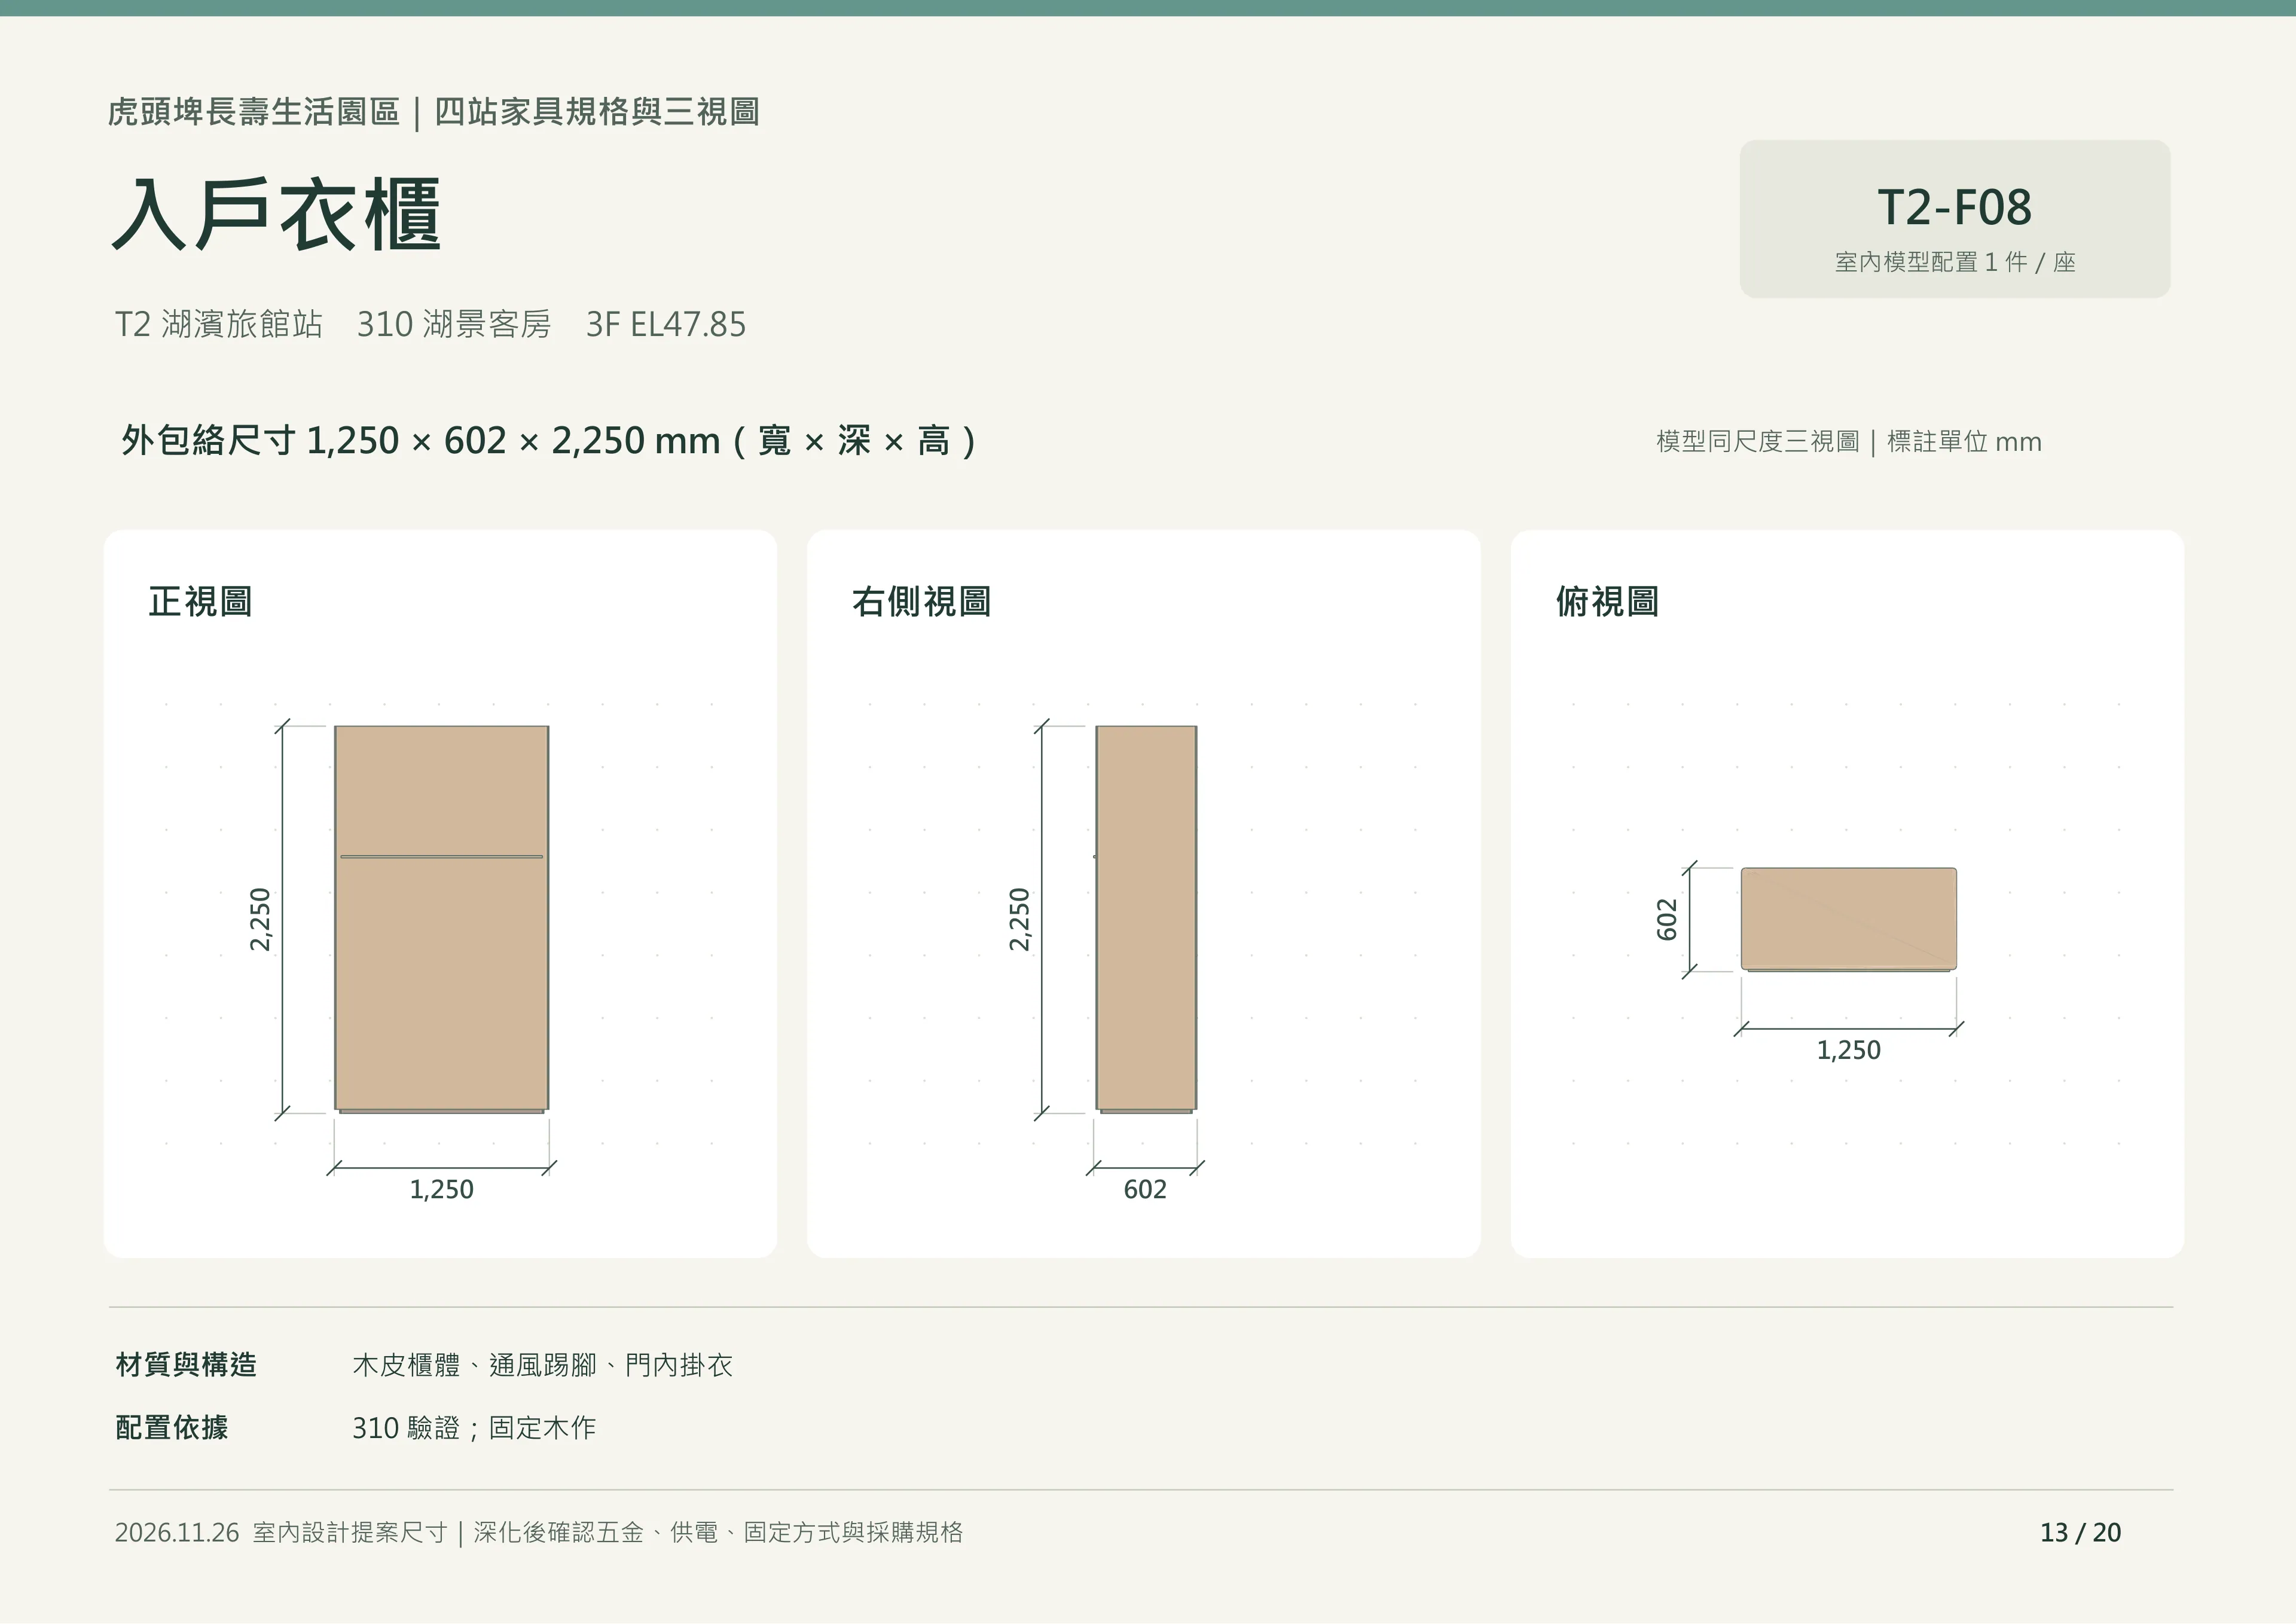 虎頭埤長壽生活園區｜四站家具規格與三視圖
入戶衣櫃
T2-F08
室內模型配置 1 件 / 座
T2 湖濱旅館站　310 湖景客房　3F EL47.85
外包絡尺寸 1,250 × 602 × 2,250 mm ( 寬 × 深 × 高 )
模型同尺度三視圖｜標註單位 mm
正視圖
2,250
1,250
右側視圖
2,250
602
俯視圖
602
1,250
材質與構造　木皮櫃體、通風踢腳、門內掛衣
配置依據　310 驗證；固定木作
2026.11.26 室內設計提案尺寸｜深化後確認五金、供電、固定方式與採購規格
13 / 20